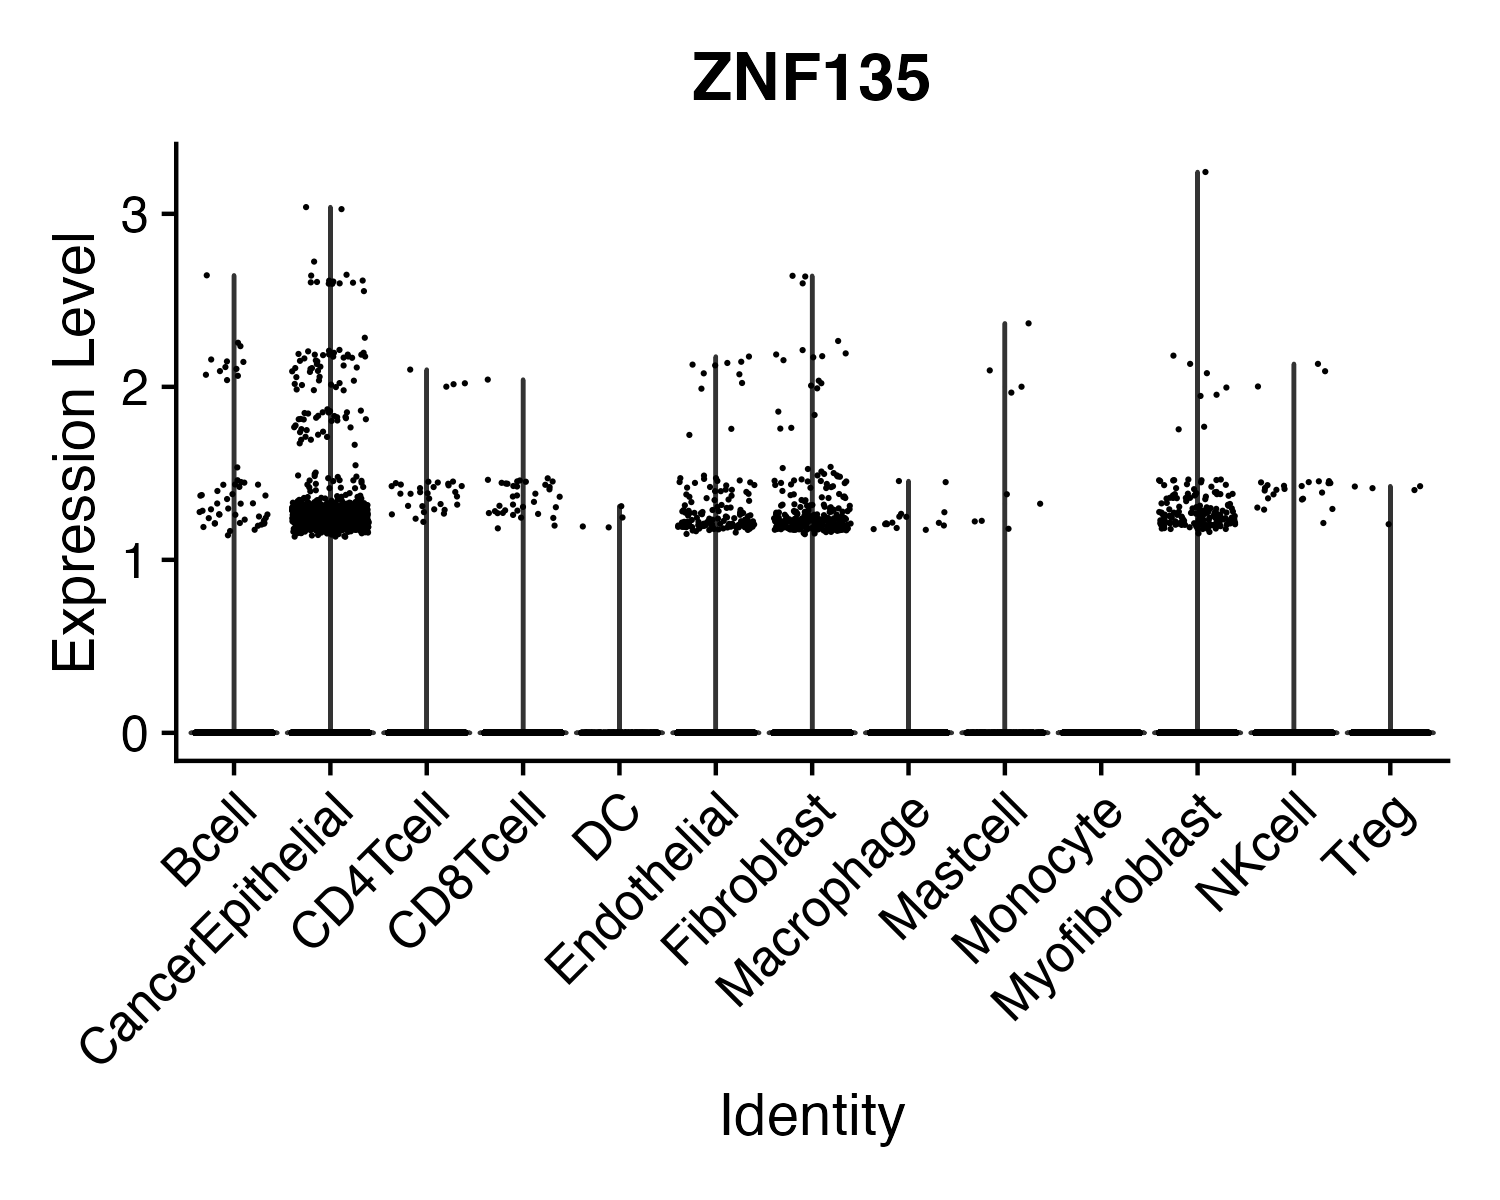 ZNF135
Expression Level
3
2
1
0
Bcell
CancerEpithelial
CD4Tcell
CD8Tcell
DC
Endothelial
Fibroblast
Macrophage
Mastcell
Monocyte
Myofibroblast
NKcell
Treg
Identity